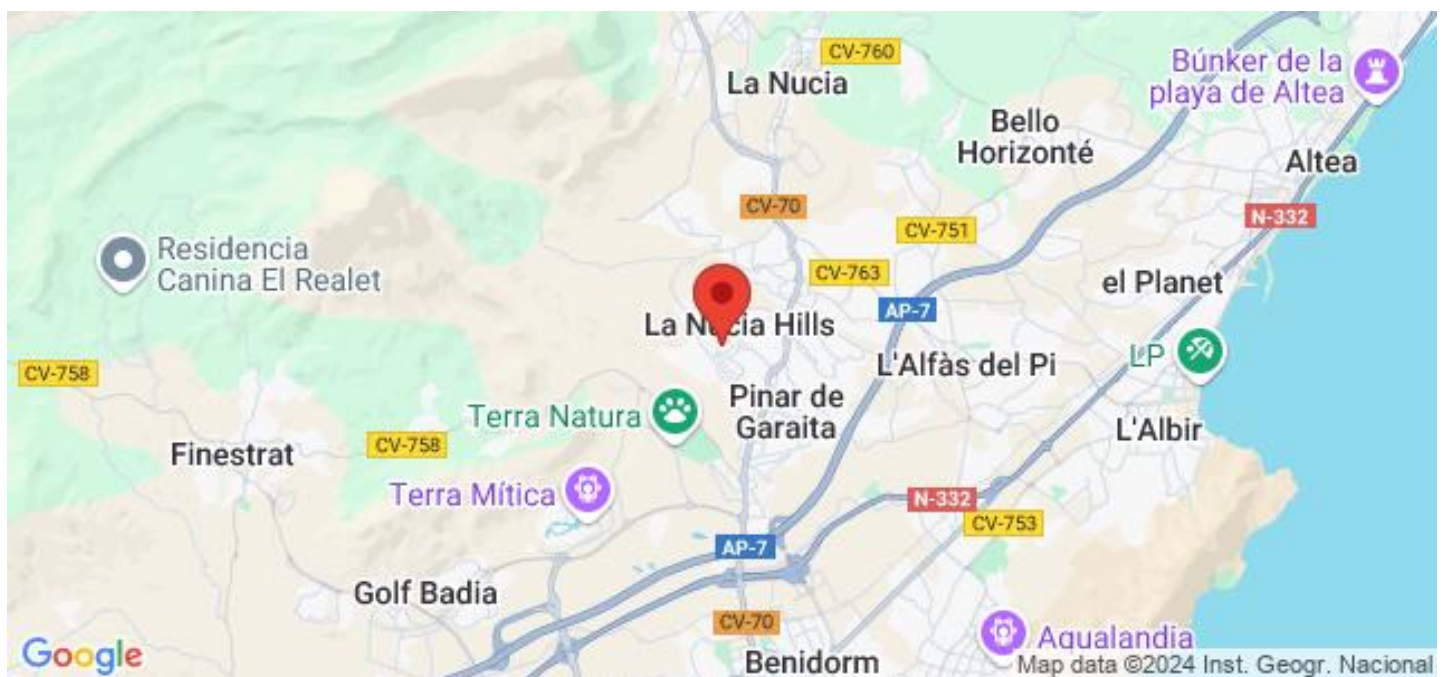 CV-760
La Nucia
Búnker de la
playa de Altea
Bello
Horizonté
Altea
CV-70
N-332
CV-751
Residencia
Canina El Realet
CV-763
el Planet
AP-7
La Nucia Hills
LP
L'Alfàs del Pi
CV-758
Pinar de
Garaita
Terra Natura
L'Albir
CV-758
Finestrat
Terra Mítica
N-332
CV-753
AP-7
Golf Badia
CV-70
Aqualandia
Benidorm
Google
Map data ©2024 Inst. Geogr. Nacional